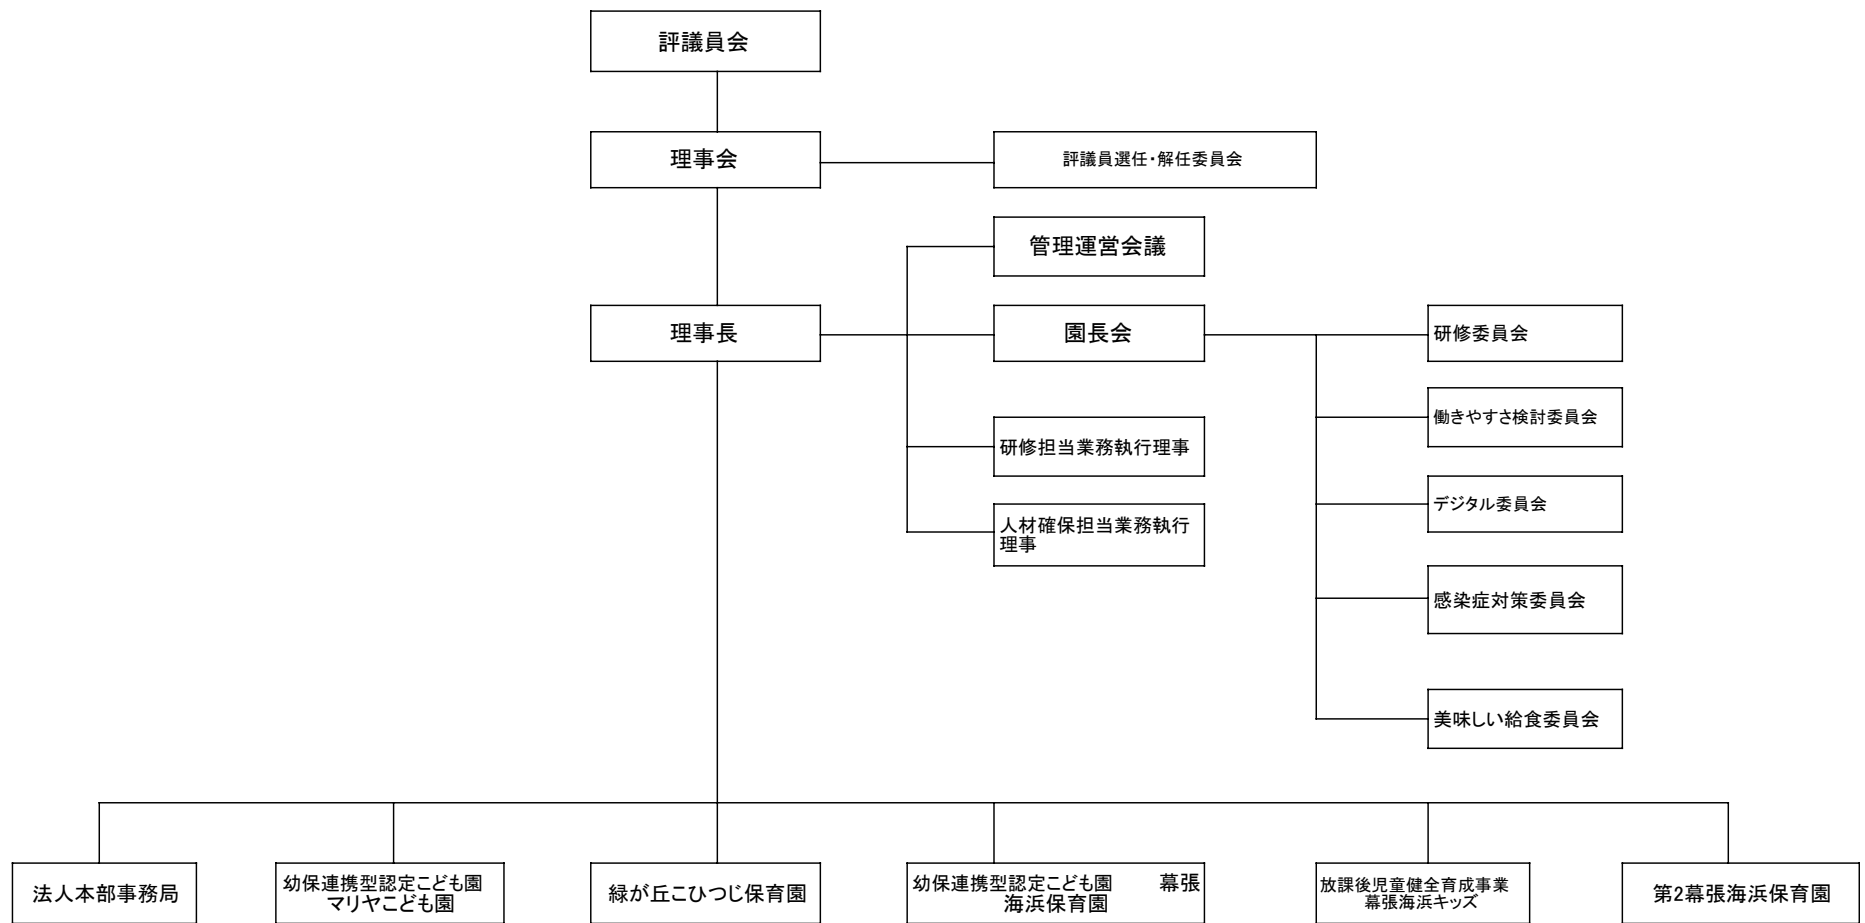 評議員会
理事会
評議員選任・解任委員会
管理運営会議
理事長
園長会
研修委員会
働きやすさ検討委員会
研修担当業務執行理事
デジタル委員会
人材確保担当業務執行
理事
感染症対策委員会
美味しい給食委員会
法人本部事務局
幼保連携型認定こども園
マリヤこども園
緑が丘こひつじ保育園
幼保連携型認定こども園　　幕張
海浜保育園
放課後児童健全育成事業
幕張海浜キッズ
第2幕張海浜保育園